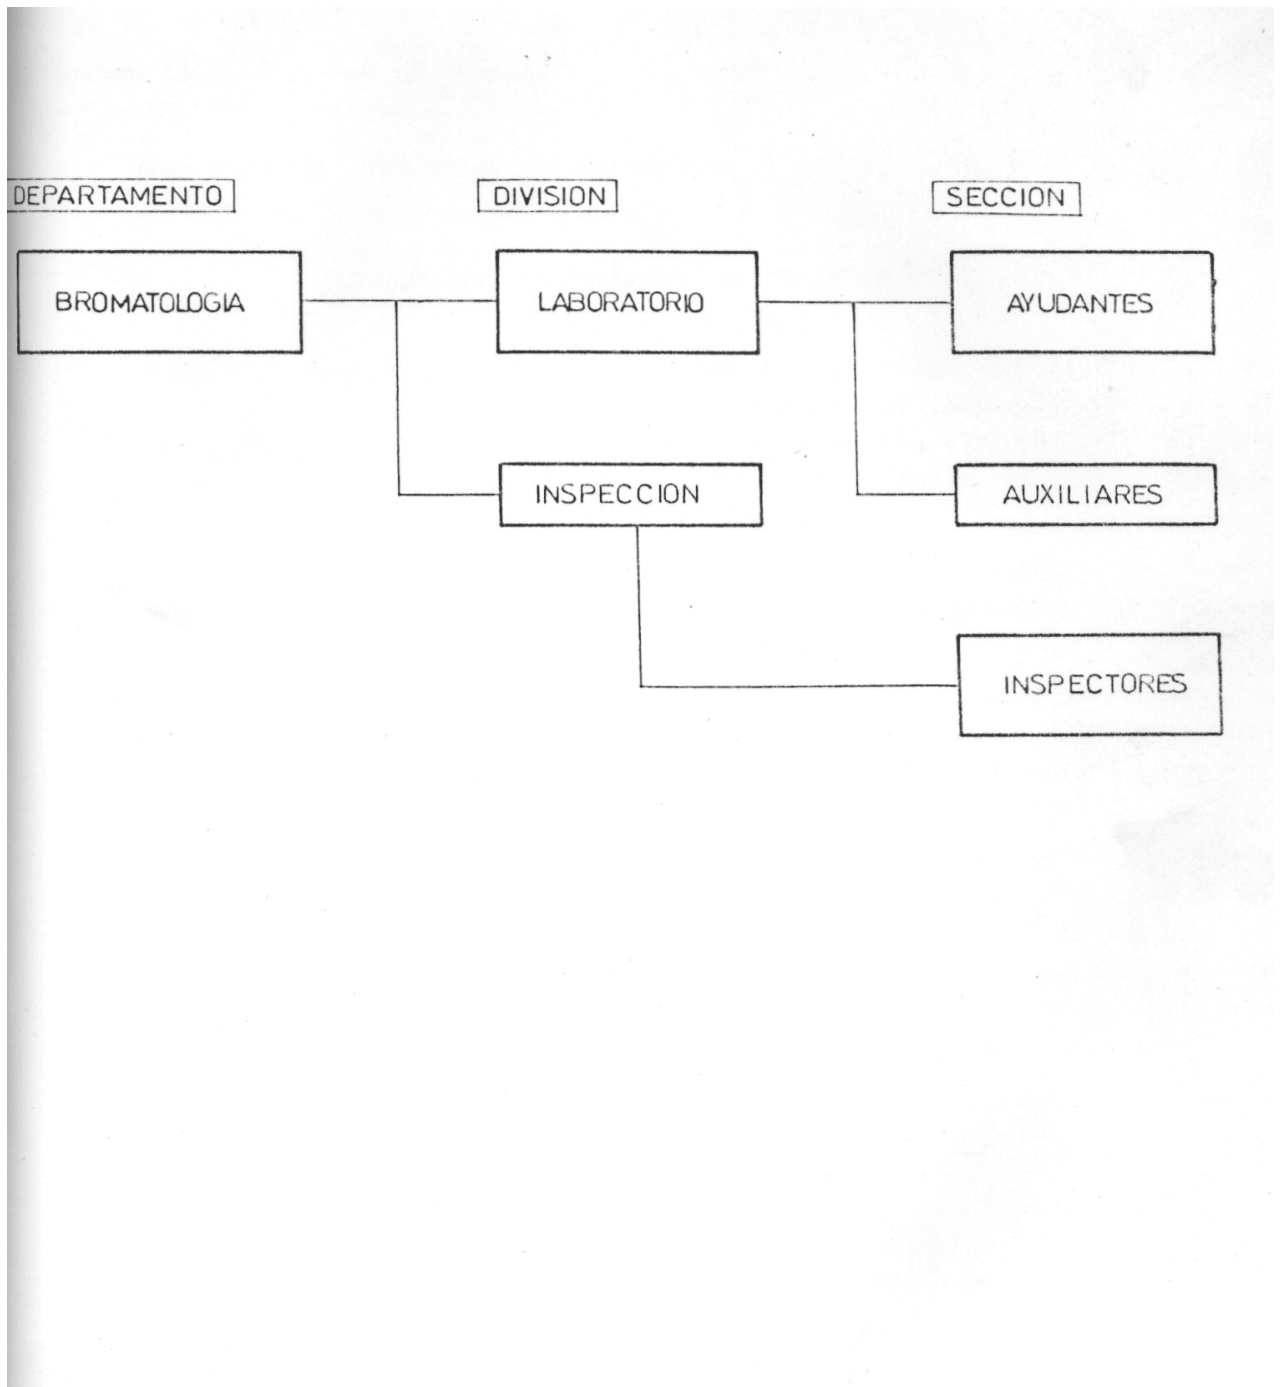 DEPARTAMENTO
DIVISION
SECCION
BROMATOLOGIA
LABORATORIO
AYUDANTES
INSPECCION
AUXILIARES
INSPECTORES